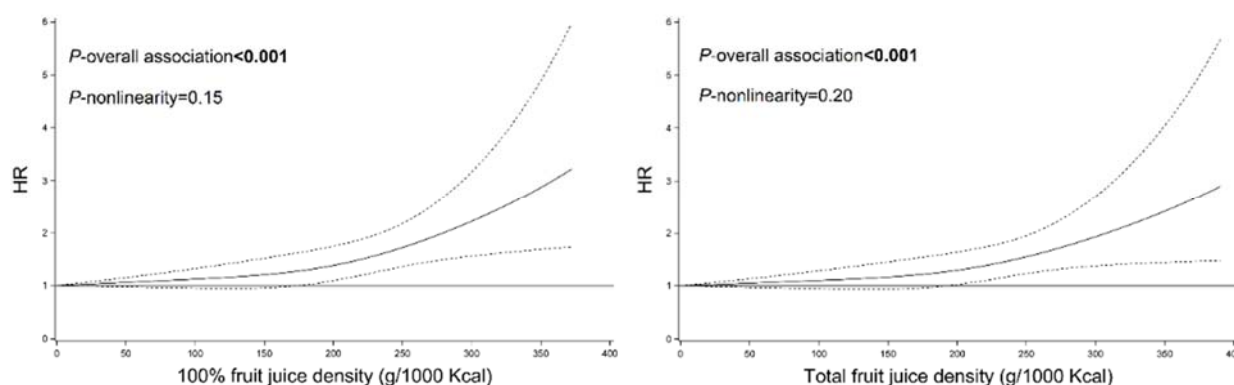 P-overall association<0.001
P-nonlinearity=0.15
HR
6
5
4
3
2
1
0
0 50 100 150 200 250 300 350 400
100% fruit juice density (g/1000 Kcal)
P-overall association<0.001
P-nonlinearity=0.20
HR
6
5
4
3
2
1
0
0 50 100 150 200 250 300 350 40
Total fruit juice density (g/1000 Kcal)